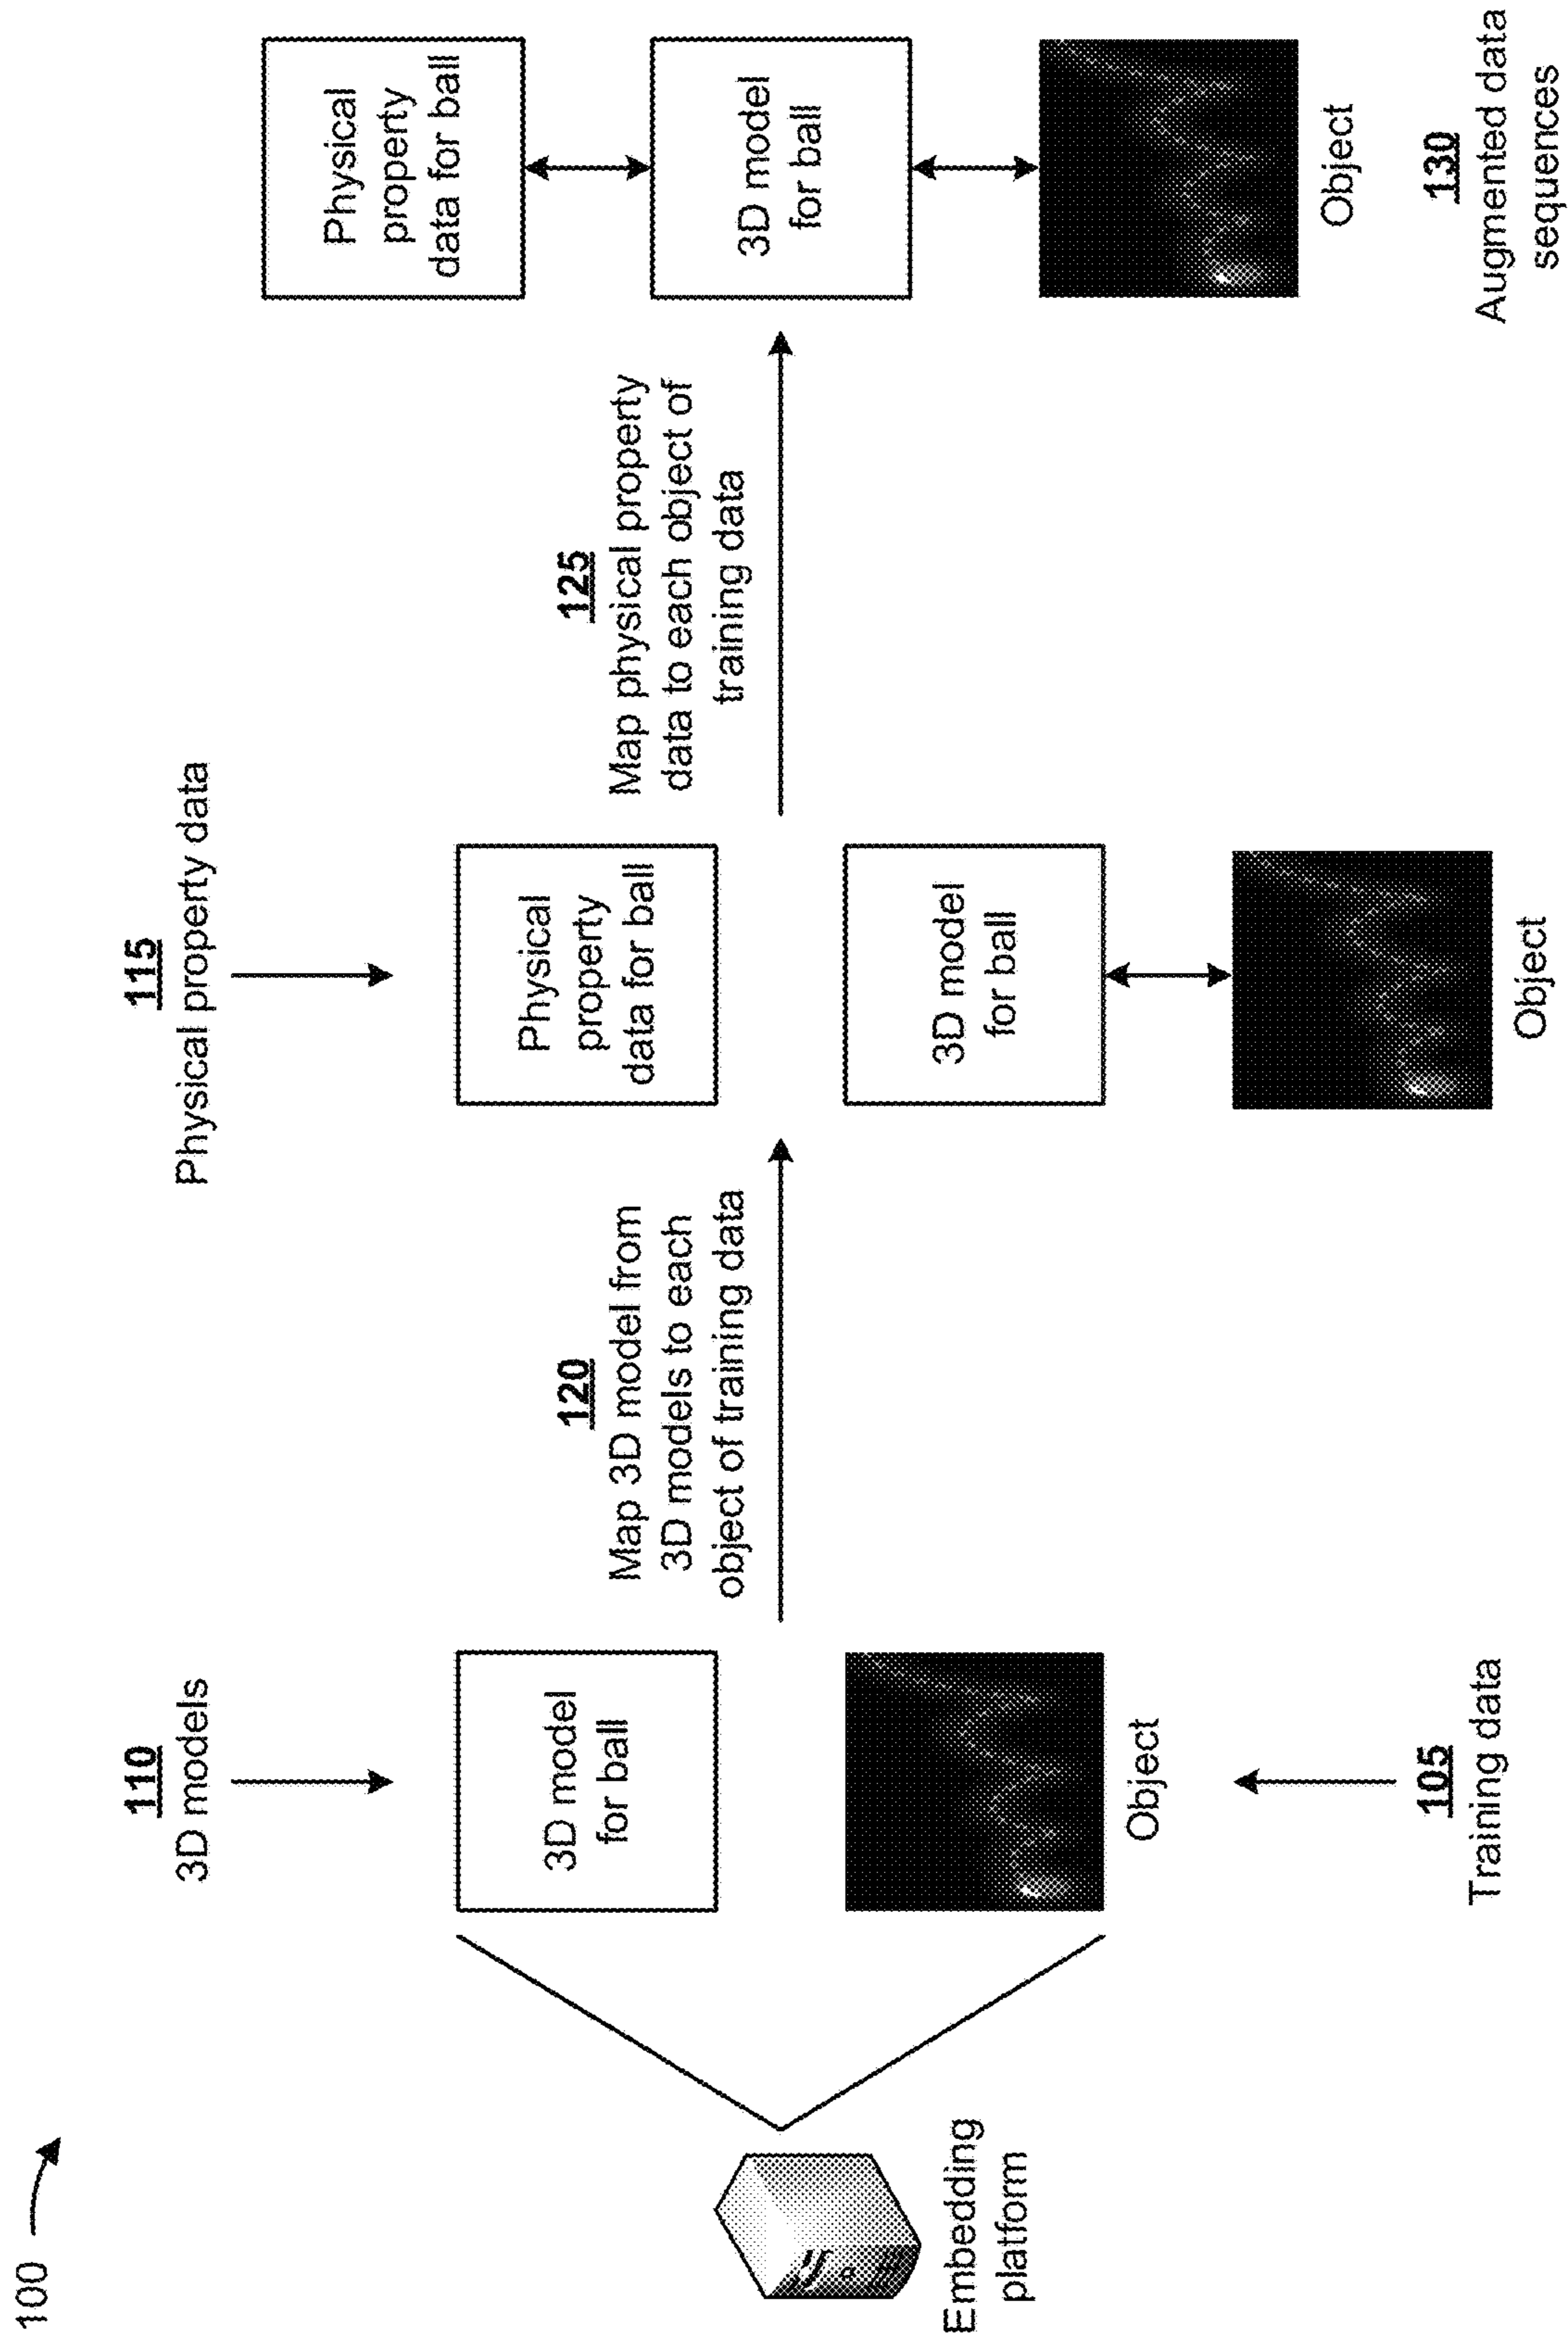 100
Embedding
platform
110
3D models
3D model
for ball
Object
105
Training data
120
Map 3D model from
3D models to each
object of training data
115
Physical property data
Physical
property
data for ball
3D model
for ball
Object
125
Map physical property
data to each object of
training data
Physical
property
data for ball
3D model
for ball
Object
130
Augmented data
sequences